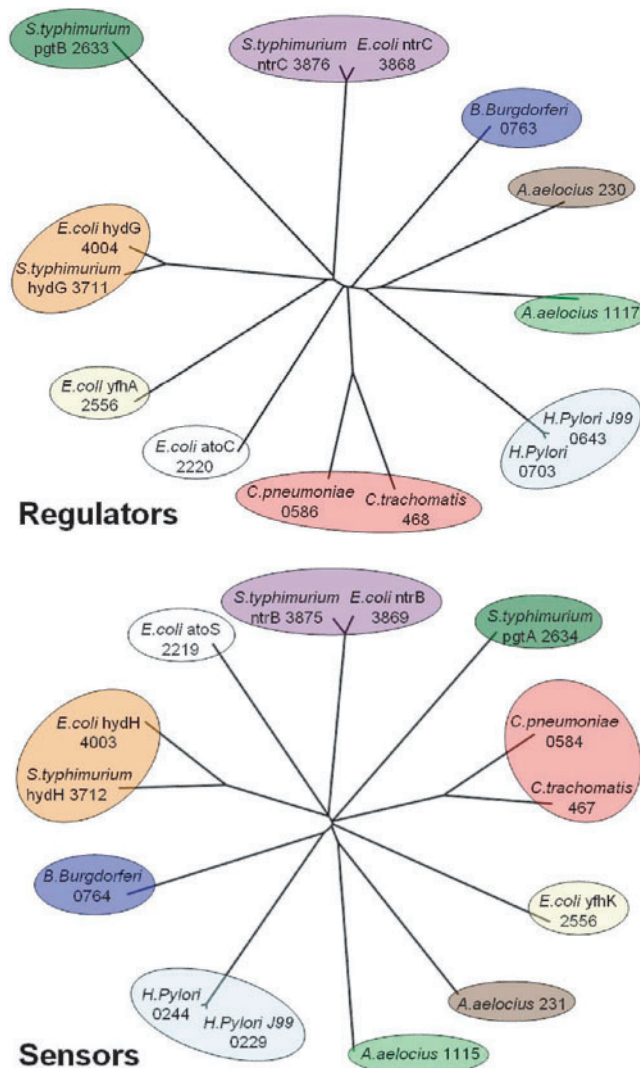 S.typhimurium
pgtB 2633
S.typhimurium E.coli ntrC
ntrC 3876 3868
B.Burgdorferi
0763
A.aelocius 230
E.coli hydG
4004
S.typhimurium
hydG 3711
A.aelocius 1117
E.coli yfhA
2556
H.Pylori J99
0643
H.Pylori
0703
E.coli atoC
2220
C.pneumoniae
0586
C.trachomatis
468
Regulators
S.typhimurium E.coli ntrB
ntrB 3875 3869
E.coli atoS
2219
S.typhimurium
pgtA 2634
E.coli hydH
4003
S.typhimurium
hydH 3712
C.pneumoniae
0584
C.trachomatis
467
B.Burgdorferi
0764
E.coli yfhK
2556
H.Pylori
0244
H.Pylori J99
0229
A.aelocius 231
A.aelocius 1115
Sensors